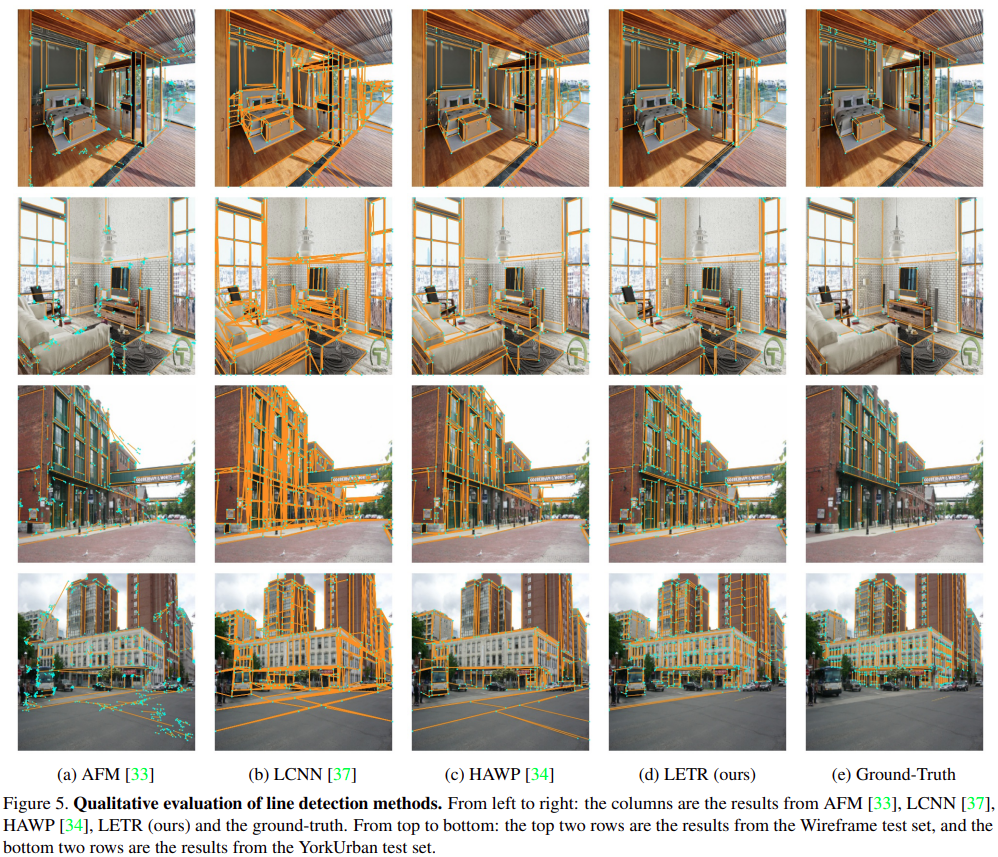 (a) AFM [33]
(b) LCNN [37]
(c) HAWP [34]
(d) LETR (ours)
(e) Ground-Truth
Figure 5. Qualitative evaluation of line detection methods. From left to right: the columns are the results from AFM [33], LCNN [37],
HAWP [34], LETR (ours) and the ground-truth. From top to bottom: the top two rows are the results from the Wireframe test set, and the
bottom two rows are the results from the YorkUrban test set.